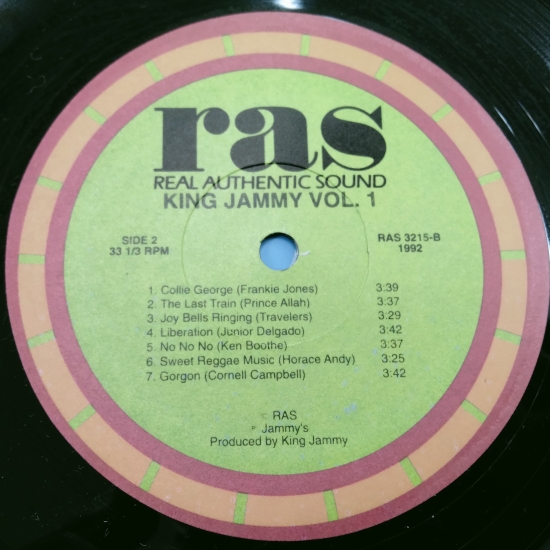 ras
REAL AUTHENTIC SOUND
KING JAMMY VOL. 1
SIDE 2
33 1/3 RPM
RAS 3215-B
1992
1. Collie George (Frankie Jones) 3:39
2. The Last Train (Prince Allah) 3:37
3. Joy Bells Ringing (Travelers) 3:29
4. Liberation (Junior Delgado) 3:42
5. No No No (Ken Boothe) 3:37
6. Sweet Reggae Music (Horace Andy) 3:25
7. Gorgon (Cornell Campbell) 3:42
© RAS
℗ Jammy's
Produced by King Jammy